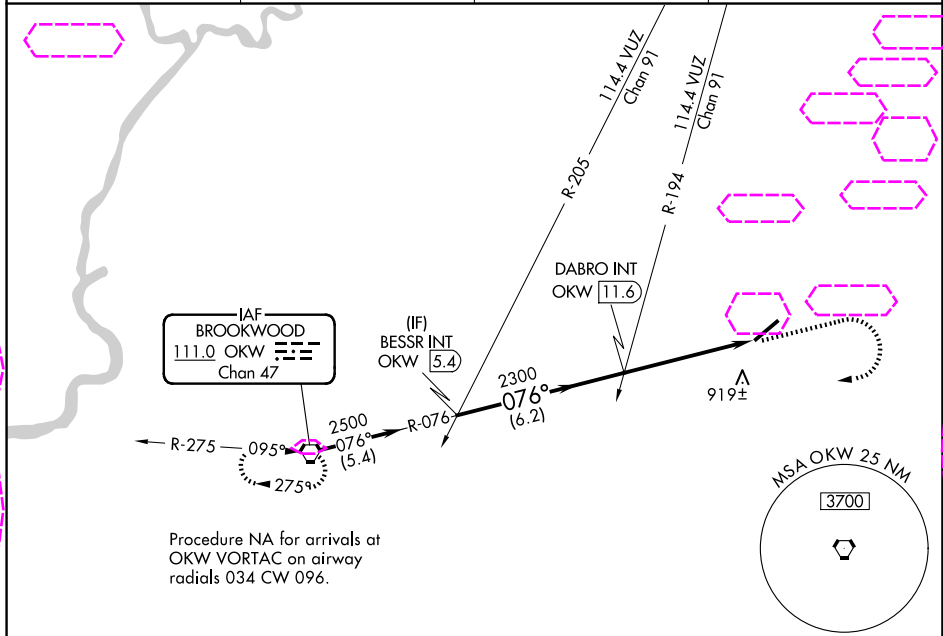 114.4 VUZ
Chan 91
114.4 VUZ
Chan 91
R-205
R-194
DABRO INT
OKW 11.6
IAF
BROOKWOOD
111.0 OKW
Chan 47
(IF)
BESSR INT
OKW 5.4
2300
076°
(6.2)
919±
2500
076°
(5.4)
R-076
R-275
095°
275°
MSA OKW 25 NM
3700
Procedure NA for arrivals at
OKW VORTAC on airway
radials 034 CW 096.